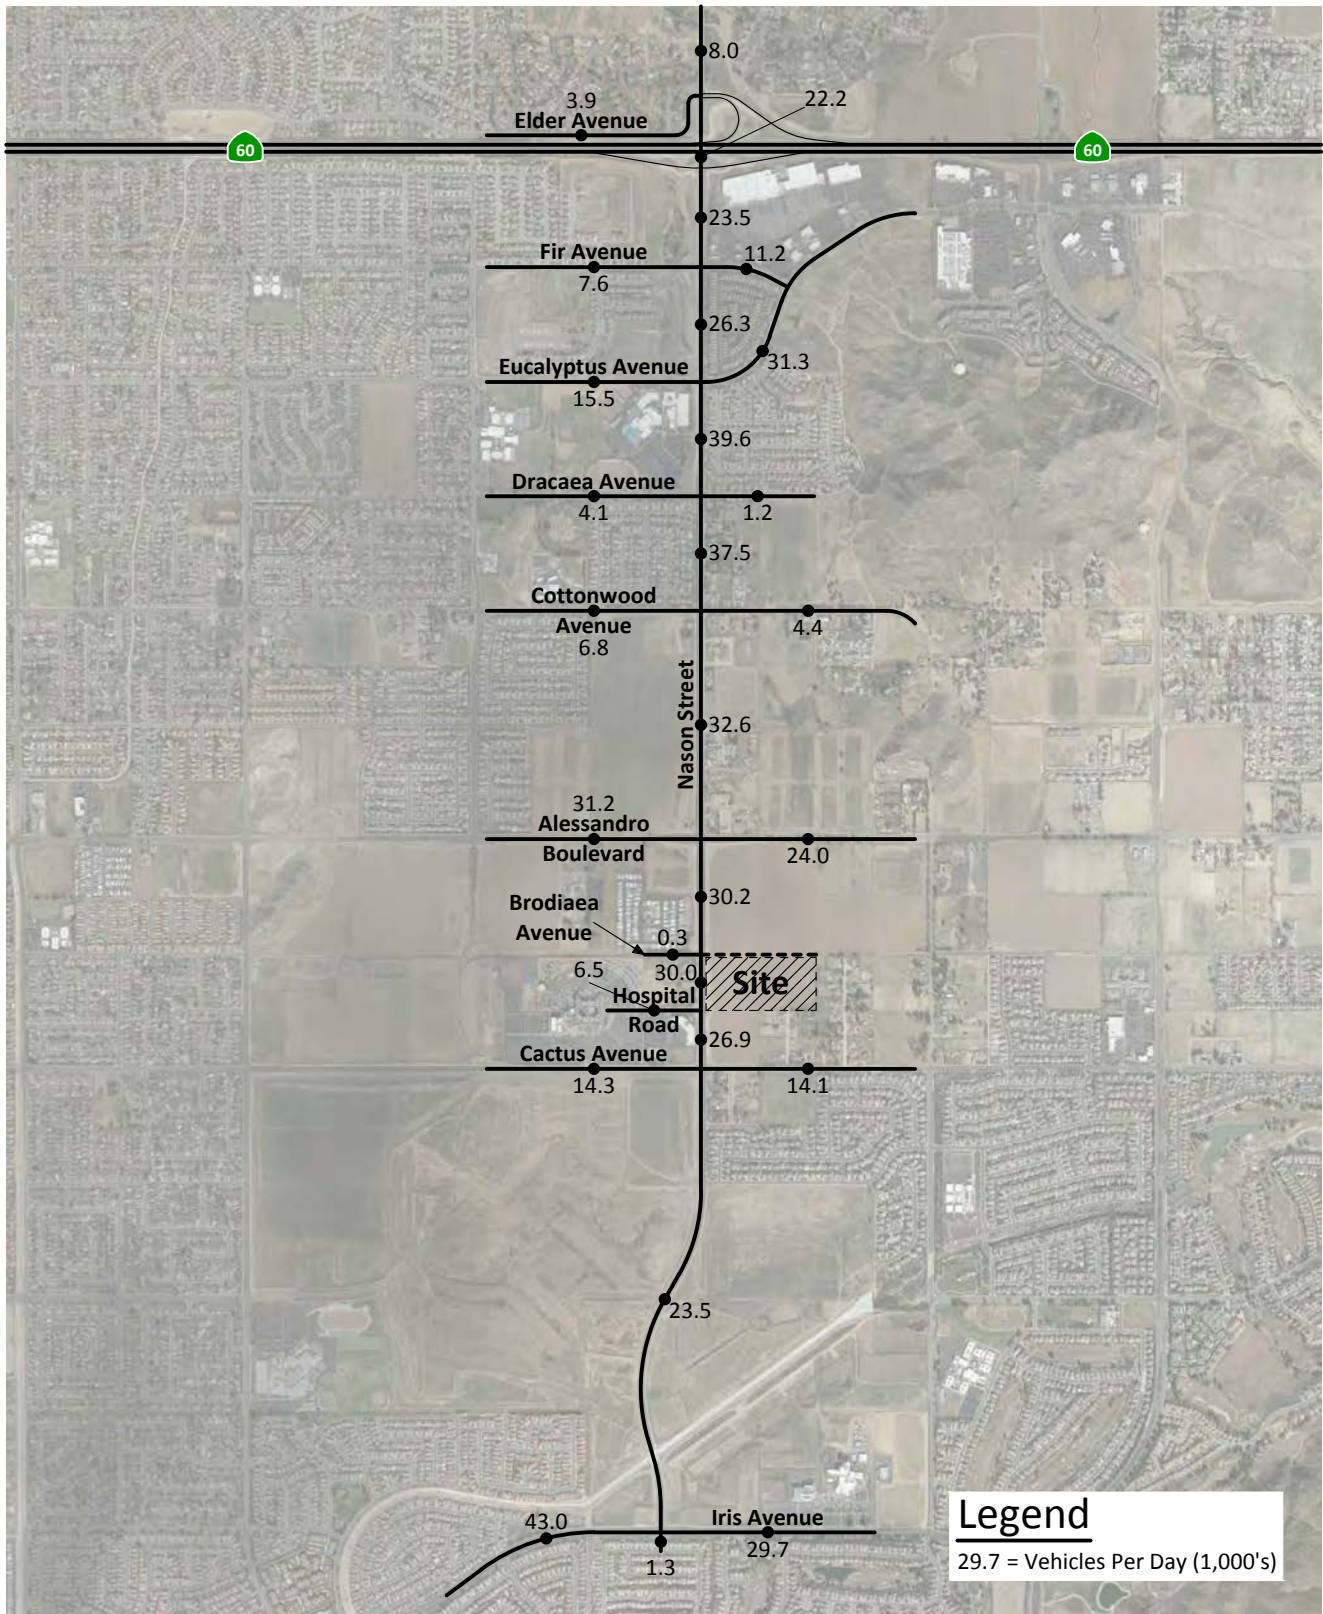 8.0
3.9
22.2
Elder Avenue
60
60
23.5
Fir Avenue
11.2
7.6
26.3
Eucalyptus Avenue
31.3
15.5
39.6
Dracaea Avenue
4.1
1.2
37.5
Cottonwood
Avenue
4.4
6.8
Nason Street
32.6
31.2
Alessandro
Boulevard
24.0
30.2
Brodiaea
Avenue
0.3
6.5
30.0
Site
Hospital
Road
26.9
Cactus Avenue
14.3
14.1
23.5
43.0
Iris Avenue
29.7
1.3
Legend
29.7 = Vehicles Per Day (1,000's)